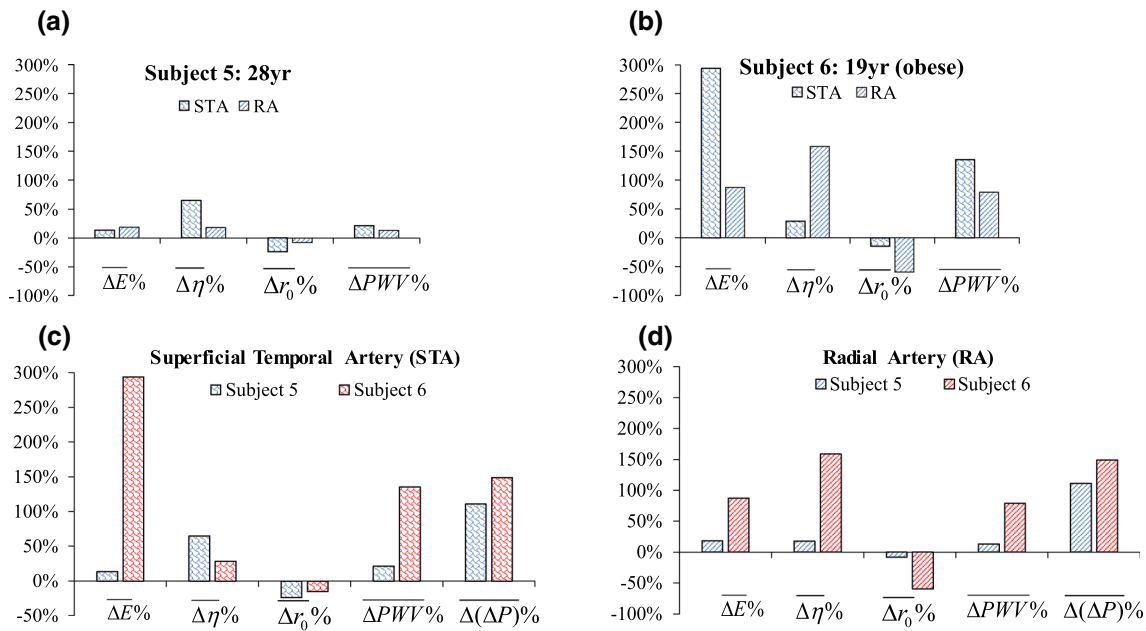 (a)
Subject 5: 28yr
STA RA
300%
250%
200%
150%
100%
50%
0%
-50%
-100%
ΔE% Δη% Δr₀% ΔPWV%
(b)
Subject 6: 19yr (obese)
STA RA
300%
250%
200%
150%
100%
50%
0%
-50%
-100%
ΔE% Δη% Δr₀% ΔPWV%
(c)
Superficial Temporal Artery (STA)
Subject 5 Subject 6
300%
250%
200%
150%
100%
50%
0%
-50%
ΔE% Δη% Δr₀% ΔPWV% Δ(ΔP)%
(d)
Radial Artery (RA)
Subject 5 Subject 6
300%
250%
200%
150%
100%
50%
0%
-50%
-100%
ΔE% Δη% Δr₀% ΔPWV% Δ(ΔP)%